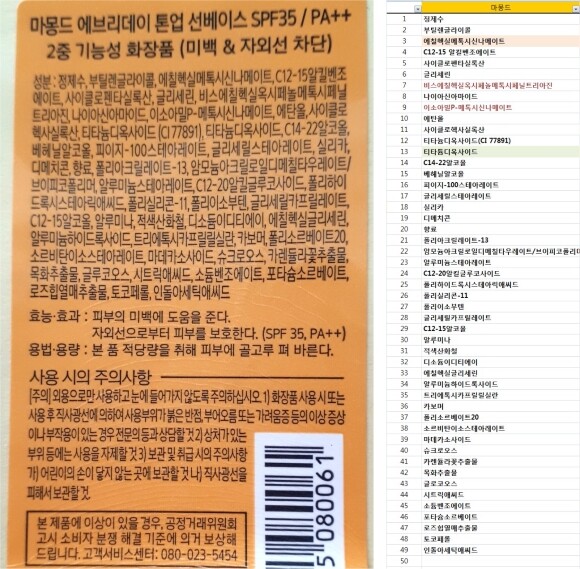 마몽드 에브리데이 톤업 선베이스 SPF35 / PA++
2중 기능성 화장품 (미백 & 자외선 차단)
성분 : 정제수, 부틸렌글라이콜, 에칠헥실메톡시신나메이트, C12-15알킬벤조
에이트, 사이클로펜타실록산, 글리세린, 비스에칠헥실옥시페놀메톡시페닐
트리아진, 나이아신아마이드, 이소아밀P-메톡시신나메이트, 에탄올, 사이클로
헥사실록산, 티타늄디옥사이드 (CI 77891), 티타늄디옥사이드, C14-22알코올,
베헤닐알코올, 피이지-100스테아레이트, 글리세릴스테아레이트, 실리카,
디메치콘, 향료, 폴리아크릴레이트-13, 암모늄아크릴로일디메칠타우레이트/
브이피코폴리머, 알루미늄스테아레이트, C12-20알킬글루코사이드, 폴리하이
드록시스테아릭애씨드, 폴리실리콘-11, 폴리이소부텐, 글리세릴카프릴레이트,
C12-15알코올, 알루미나, 적색산화철, 디소듐이디티에이, 에칠헥실글리세린,
알루미늄하이드록사이드, 트리에톡시카프릴릴실란, 카보머, 폴리소르베이트20,
소르비탄이소스테아레이트, 마데카소사이드, 슈크로오스, 카렌듈라꽃추출물,
목화추출물, 글루코오스, 시트릭애씨드, 소듐벤조에이트, 포타슘소르베이트,
로즈힙열매추출물, 토코페롤, 인돌아세틱애씨드
효능·효과 : 피부의 미백에 도움을 준다.
자외선으로부터 피부를 보호한다. (SPF 35, PA++)
용법·용량 : 본 품 적당량을 취해 피부에 골고루 펴 바른다.
사용 시의 주의사항
[주의] 외용으로만 사용하고 눈에 들어가지 않도록 주의하십시오. 1) 화장품 사용 시 또는
사용 후 직사광선에 의하여 사용부위가 붉은 반점, 부어오름 또는 가려움증 등의 이상 증상
이나 부작용이 있는 경우 전문의 등과 상담할 것 2) 상처가 있는
부위 등에는 사용을 자제할 것 3) 보관 및 취급 시의 주의사항
가) 어린이의 손이 닿지 않는 곳에 보관할 것 나) 직사광선을
피해서 보관할 것.
본 제품에 이상이 있을 경우, 공정거래위원회
고시 소비자 분쟁 해결 기준에 의거 보상해
드립니다. 고객서비스센터: 080-023-5454
5 080061
마몽드
1 정제수
2 부틸렌글라이콜
3 에칠헥실메톡시신나메이트
4 C12-15 알킬벤조에이트
5 사이클로펜타실록산
6 글리세린
7 비스에칠헥실옥시페놀메톡시페닐트리아진
8 나이아신아마이드
9 이소아밀P-메톡시신나메이트
10 에탄올
11 사이클로헥사실록산
12 티타늄디옥사이드(CI 77891)
13 티타듐디옥사이드
14 C14-22알코올
15 베헤닐알코올
16 피이지-100스테아레이트
17 글리세릴스테아레이트
18 실리카
19 디메치콘
20 향료
21 폴리아크릴레이트-13
22 암모늄아크릴로일디메칠타우레이트/브이피코폴리머
23 알루미늄스테아레이트
24 C12-20알킬글루코사이드
25 폴리하이드록시스테아릭애씨드
26 폴리실리콘-11
27 폴리이소부텐
28 글리세릴카프릴레이트
29 C12-15알코올
30 알루미나
31 적색산화철
32 디소듐이디티에이
33 에칠헥실글리세린
34 알루미늄하이드록사이드
35 트리에톡시카프릴릴실란
36 카보머
37 폴리소르베이트20
38 소르비탄이소스테아레이트
39 마데카소사이드
40 슈크로오스
41 카렌듈라꽃추출물
42 목화추출물
43 글로코오스
44 시트릭애씨드
45 소듐벤조에이트
46 포타슘소르베이트
47 로즈힙열매추출물
48 토코페롤
49 인돌아세틱애씨드
50